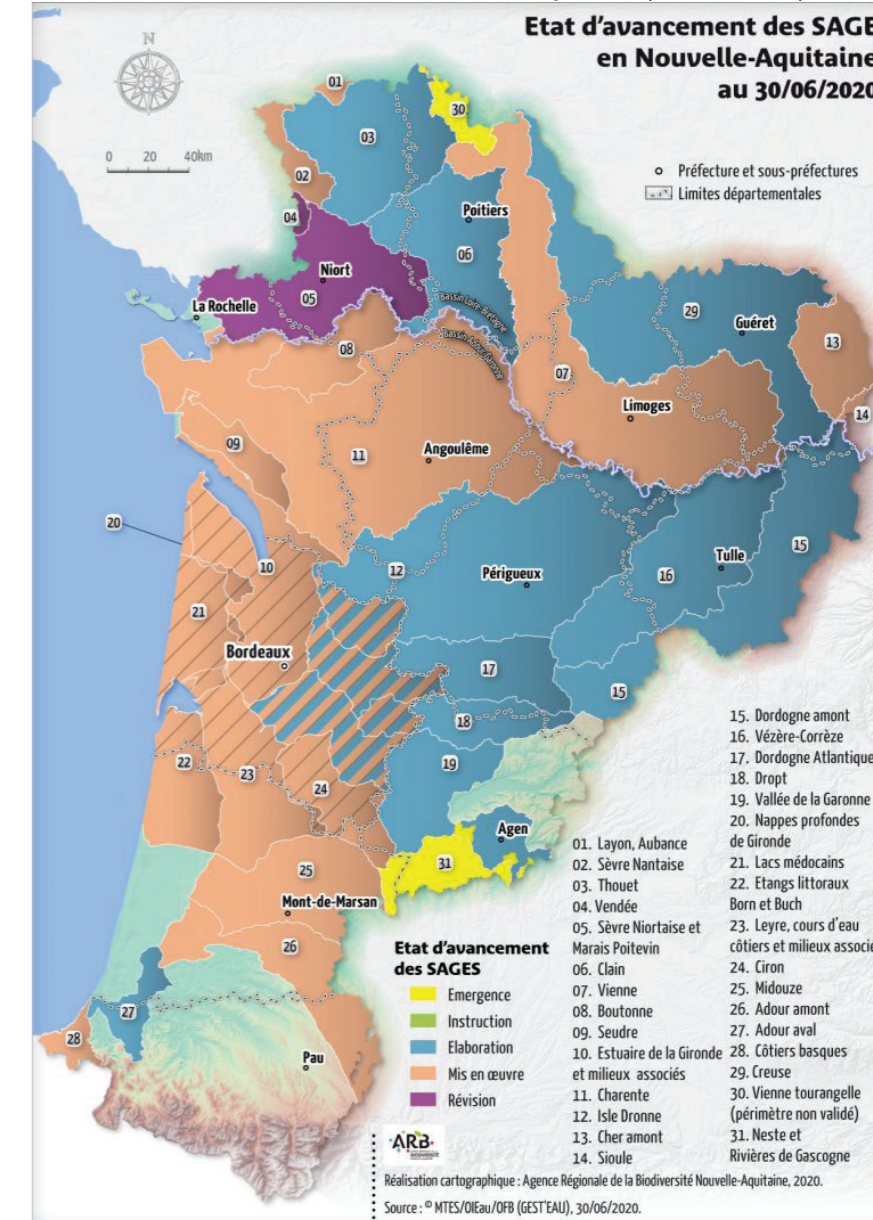 Etat d'avancement des SAGE
en Nouvelle-Aquitaine
au 30/06/2020
N
0 20 40km
Préfecture et sous-préfectures
Limites départementales
01
30
03
02
Poitiers
04
06
Niort
05
La Rochelle
Bassin Loire-Bretagne
Bassin Adour-Garonne
29
Guéret
08
13
07
Limoges
14
09
11
Angoulême
20
10
12
Périgueux
16
Tulle
15
21
Bordeaux
17
15
18
22
23
24
19
Agen
31
25
Mont-de-Marsan
26
27
28
Pau
Etat d'avancement
des SAGES
Emergence
Instruction
Elaboration
Mis en œuvre
Révision
01. Layon, Aubance
02. Sèvre Nantaise
03. Thouet
04. Vendée
05. Sèvre Niortaise et
Marais Poitevin
06. Clain
07. Vienne
08. Boutonne
09. Seudre
10. Estuaire de la Gironde
et milieux associés
11. Charente
12. Isle Dronne
13. Cher amont
14. Sioule
15. Dordogne amont
16. Vézère-Corrèze
17. Dordogne Atlantique
18. Dropt
19. Vallée de la Garonne
20. Nappes profondes
de Gironde
21. Lacs médocains
22. Etangs littoraux
Born et Buch
23. Leyre, cours d'eau
côtiers et milieux associé
24. Ciron
25. Midouze
26. Adour amont
27. Adour aval
28. Côtiers basques
29. Creuse
30. Vienne tourangelle
(périmètre non validé)
31. Neste et
Rivières de Gascogne
ARB
Réalisation cartographique : Agence Régionale de la Biodiversité Nouvelle-Aquitaine, 2020.
Source : © MTES/OIEau/OFB (GEST'EAU), 30/06/2020.